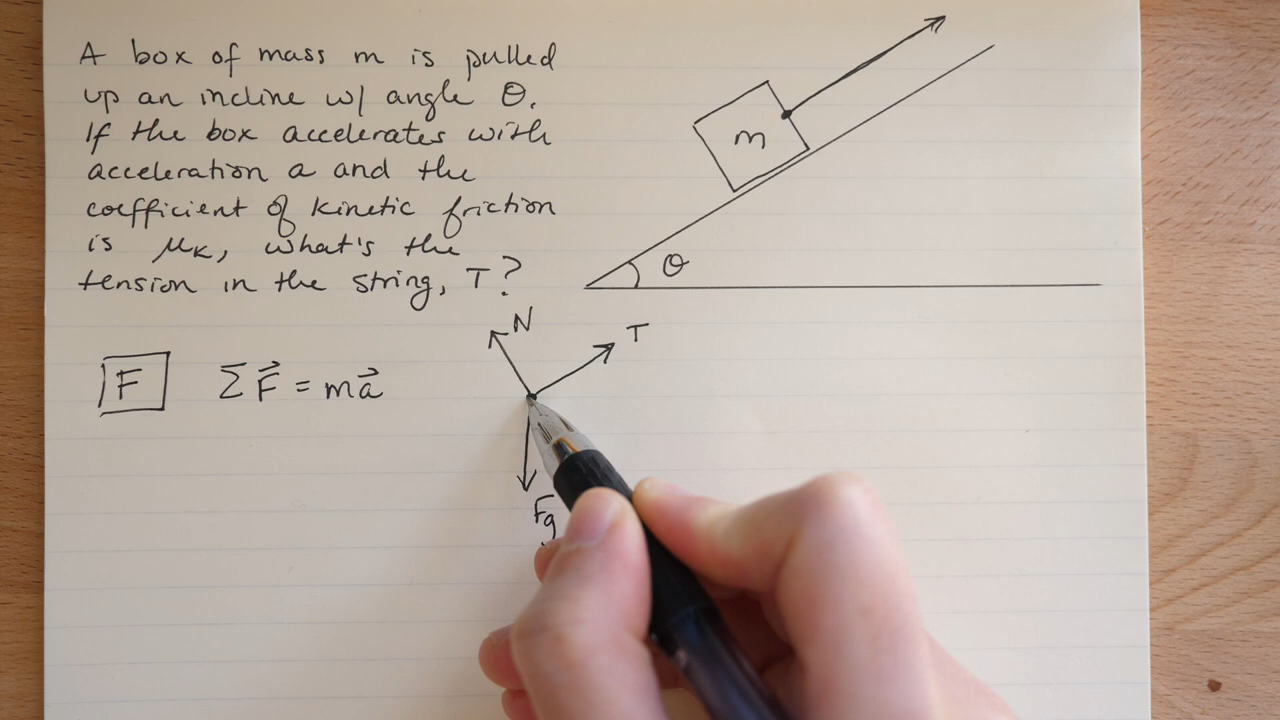 A box of mass m is pulled
up an incline w/ angle θ.
If the box accelerates with
acceleration a and the
coefficient of kinetic friction
is μK, what's the
tension in the string, T?
m
θ
F ΣF⃗ = ma⃗
N
T
Fg